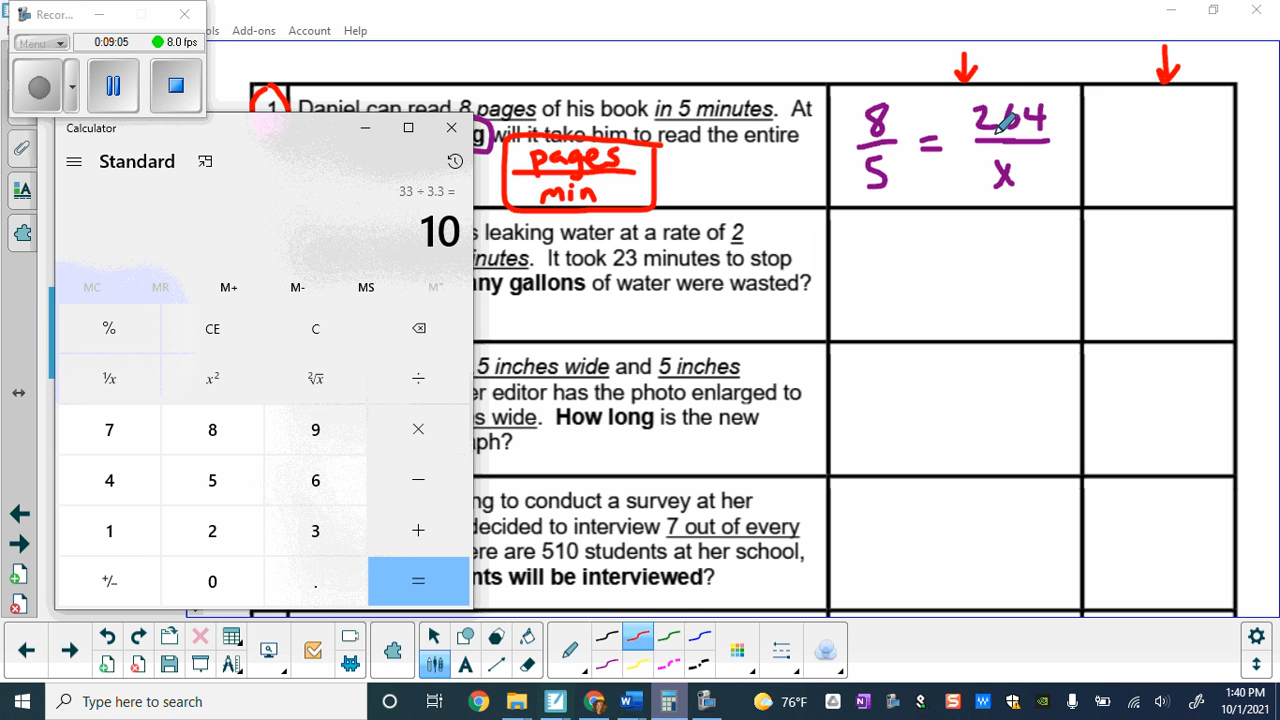 Recor...
Menu
0:09:05
8.0 fps
ols Add-ons Account Help
1 Daniel can read 8 pages of his book in 5 minutes. At
g will it take him to read the entire
pages
min
8 = 264
5 x
s leaking water at a rate of 2
nutes. It took 23 minutes to stop
ny gallons of water were wasted?
5 inches wide and 5 inches
er editor has the photo enlarged to
s wide. How long is the new
ph?
ng to conduct a survey at her
decided to interview 7 out of every
ere are 510 students at her school,
nts will be interviewed?
Calculator
Standard
33 ÷ 3.3 =
10
MC MR M+ M- MS M˅
% CE C
¹/x x² ²√x ÷
7 8 9 ×
4 5 6 −
1 2 3 +
+/- 0 . =
A
Type here to search
76°F
1:40 PM
10/1/2021